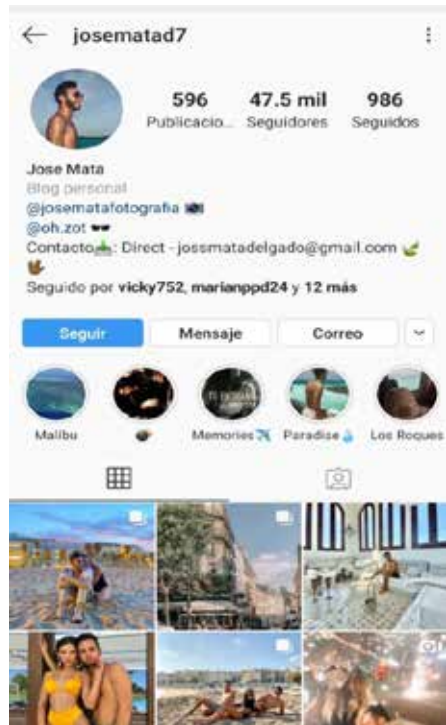 josematad7
596 47.5 mil 986
Publicacio... Seguidores Seguidos
Jose Mata
Blog personal
@josematafotografia
@oh.zot
Contacto: Direct - jossmatadelgado@gmail.com
Seguido por vicky752, marianppd24 y 12 más
Seguir Mensaje Correo
Malibu Memories Paradise Los Roques